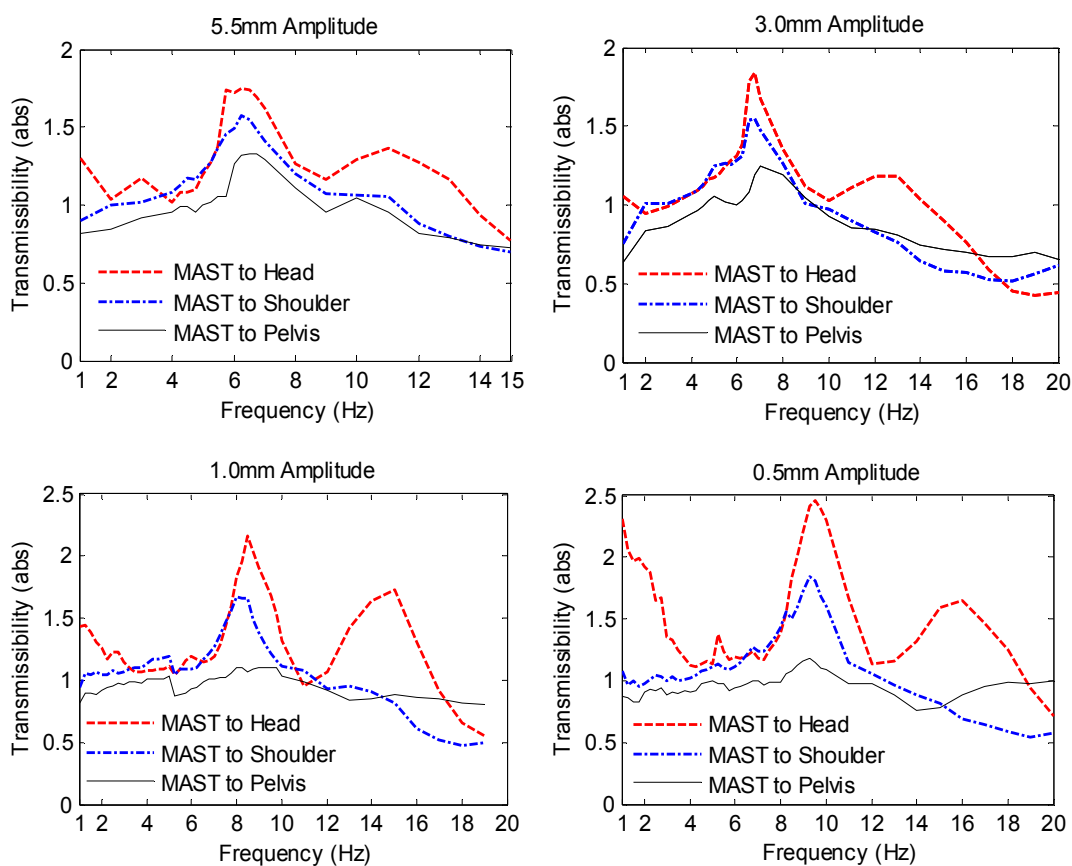 5.5mm Amplitude
Transmissibility (abs)
2
1.5
1
0.5
0
MAST to Head
MAST to Shoulder
MAST to Pelvis
1 2 4 6 8 10 12 14 15
Frequency (Hz)
3.0mm Amplitude
Transmissibility (abs)
2
1.5
1
0.5
0
MAST to Head
MAST to Shoulder
MAST to Pelvis
1 2 4 6 8 10 12 14 16 18 20
Frequency (Hz)
1.0mm Amplitude
Transmissibility (abs)
2.5
2
1.5
1
0.5
0
MAST to Head
MAST to Shoulder
MAST to Pelvis
1 2 4 6 8 10 12 14 16 18 20
Frequency (Hz)
0.5mm Amplitude
Transmissibility (abs)
2.5
2
1.5
1
0.5
0
MAST to Head
MAST to Shoulder
MAST to Pelvis
1 2 4 6 8 10 12 14 16 18 20
Frequency (Hz)